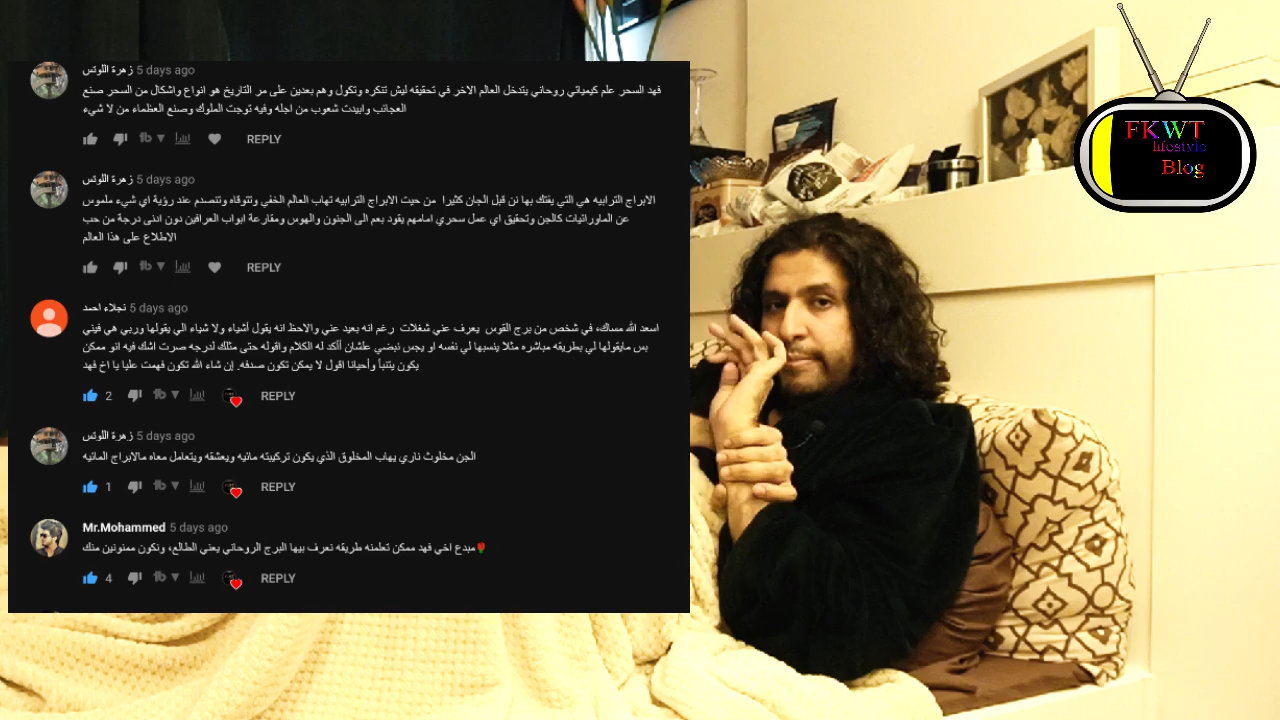 زهرة اللوتس 5 days ago
فهد السحر علم كيميائي روحاني يتدخل العالم الاخر في تحقيقه ليش تنكره وتكول وهم بعدين على مر التاريخ هو انواع واشكال من السحر صنع
العجائب وابيدت شعوب من اجله وفيه توجت الملوك وصنع العظماء من لا شيء
REPLY
زهرة اللوتس 5 days ago
الابراج الترابيه هي التي يفتك بها نن قبل الجان كثيرا من حيت الابراج الترابيه تهاب العالم الخفي وتتوقاه وتنصدم عند رؤية اي شيء ملموس
عن الماورائيات كالجن وتحقيق اي عمل سحري امامهم يقود بعم الى الجنون والهوس ومقارعة ابواب العرافين دون ادنى درجة من حب
الاطلاع على هذا العالم
REPLY
نجلاء احمد 5 days ago
اسعد الله مساك، في شخص من برج القوس يعرف عني شغلات رغم انه بعيد عني والاحظ انه يقول أشياء ولا شياء الي يقولها وربي هي فيني
بس مايقولها لي بطريقه مباشره مثلا ينسبها لي نفسه او يجس نبضي علشان أأكد له الكلام واقوله حتى مثلك لدرجه صرت اشك فيه انو ممكن
يكون يتنبأ وأحيانا اقول لا يمكن تكون صدفه. إن شاء الله تكون فهمت عليا يا اخ فهد
2 REPLY
زهرة اللوتس 5 days ago
الجن مخلوث ناري يهاب المخلوق الذي يكون تركيبته مائيه ويعشقه ويتعامل معاه مالابراج المائيه
1 REPLY
Mr.Mohammed 5 days ago
مبدع اخي فهد ممكن تعلمنه طريقه نعرف بيها البرج الروحاني يعني الطالع، ونكون ممنونين منك🌹
4 REPLY
FKWT
lifestyle
Blog